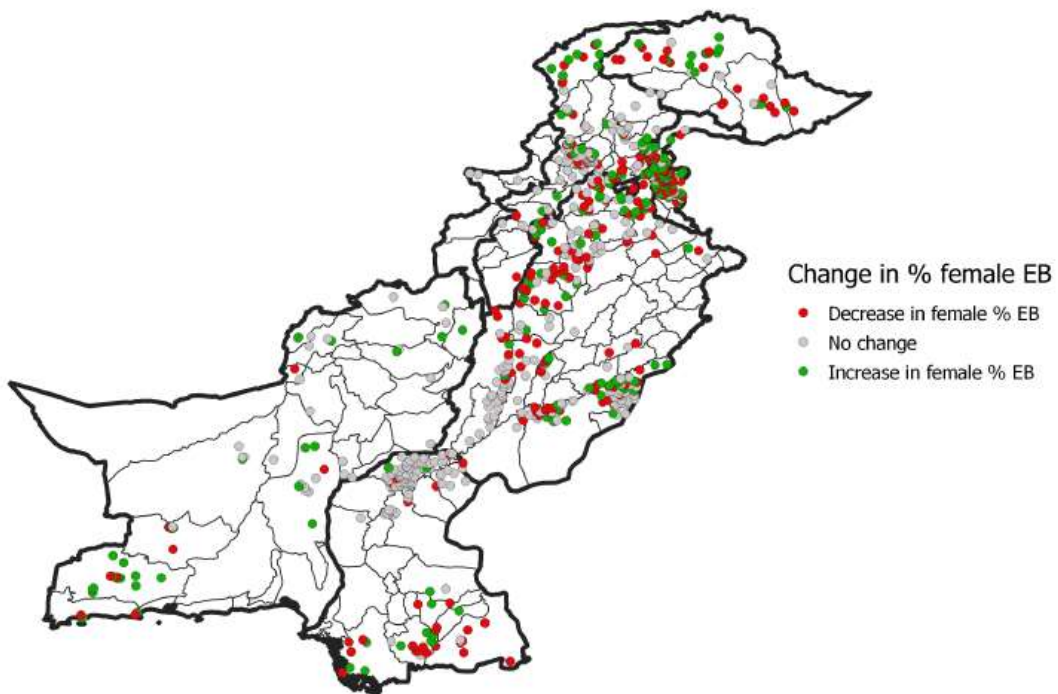 Change in % female EB
Decrease in female % EB
No change
Increase in female % EB